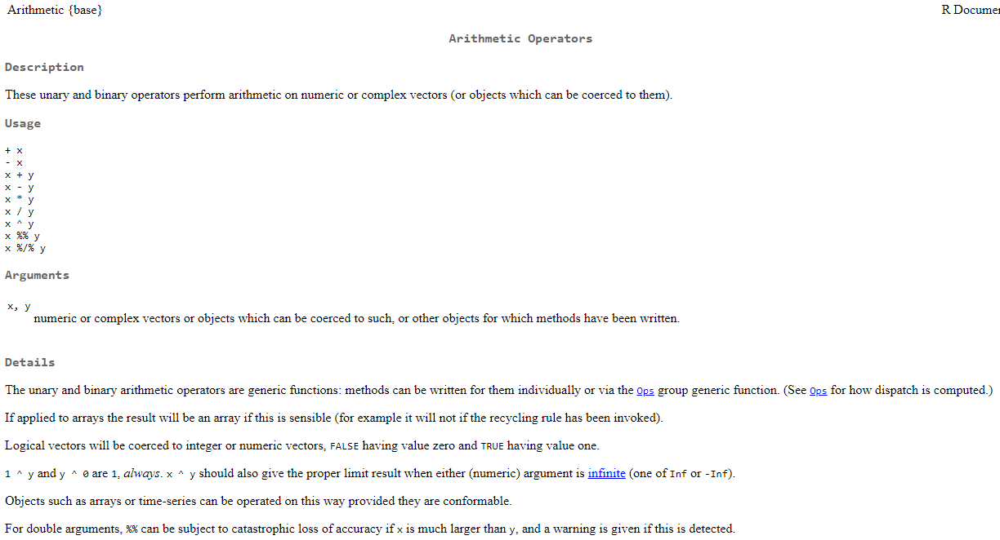 Arithmetic {base}
R Documen
Arithmetic Operators
Description
These unary and binary operators perform arithmetic on numeric or complex vectors (or objects which can be coerced to them).
Usage
+ x
- x
x + y
x - y
x * y
x / y
x ^ y
x %% y
x %/% y
Arguments
x, y
numeric or complex vectors or objects which can be coerced to such, or other objects for which methods have been written.
Details
The unary and binary arithmetic operators are generic functions: methods can be written for them individually or via the Ops group generic function. (See Ops for how dispatch is computed.)
If applied to arrays the result will be an array if this is sensible (for example it will not if the recycling rule has been invoked).
Logical vectors will be coerced to integer or numeric vectors, FALSE having value zero and TRUE having value one.
1 ^ y and y ^ 0 are 1, always. x ^ y should also give the proper limit result when either (numeric) argument is infinite (one of Inf or -Inf).
Objects such as arrays or time-series can be operated on this way provided they are conformable.
For double arguments, %% can be subject to catastrophic loss of accuracy if x is much larger than y, and a warning is given if this is detected.